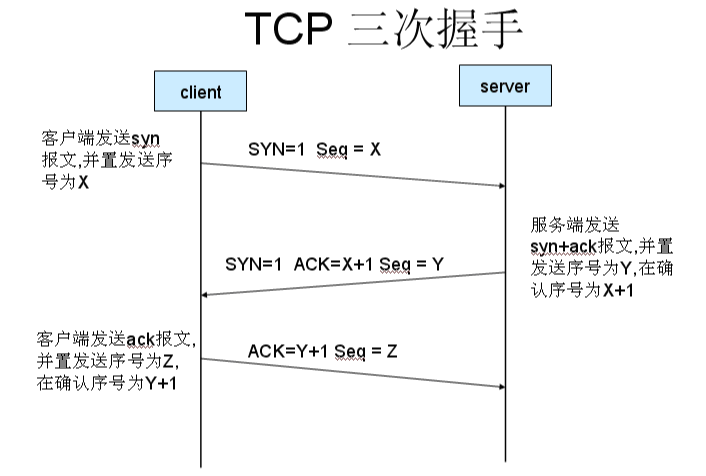 TCP 三次握手
client
server
客户端发送syn
报文,并置发送序
号为X
SYN=1 Seq = X
服务端发送
syn+ack报文,并置
发送序号为Y,在确
认序号为X+1
SYN=1 ACK=X+1 Seq = Y
客户端发送ack报文,
并置发送序号为Z,
在确认序号为Y+1
ACK=Y+1 Seq = Z